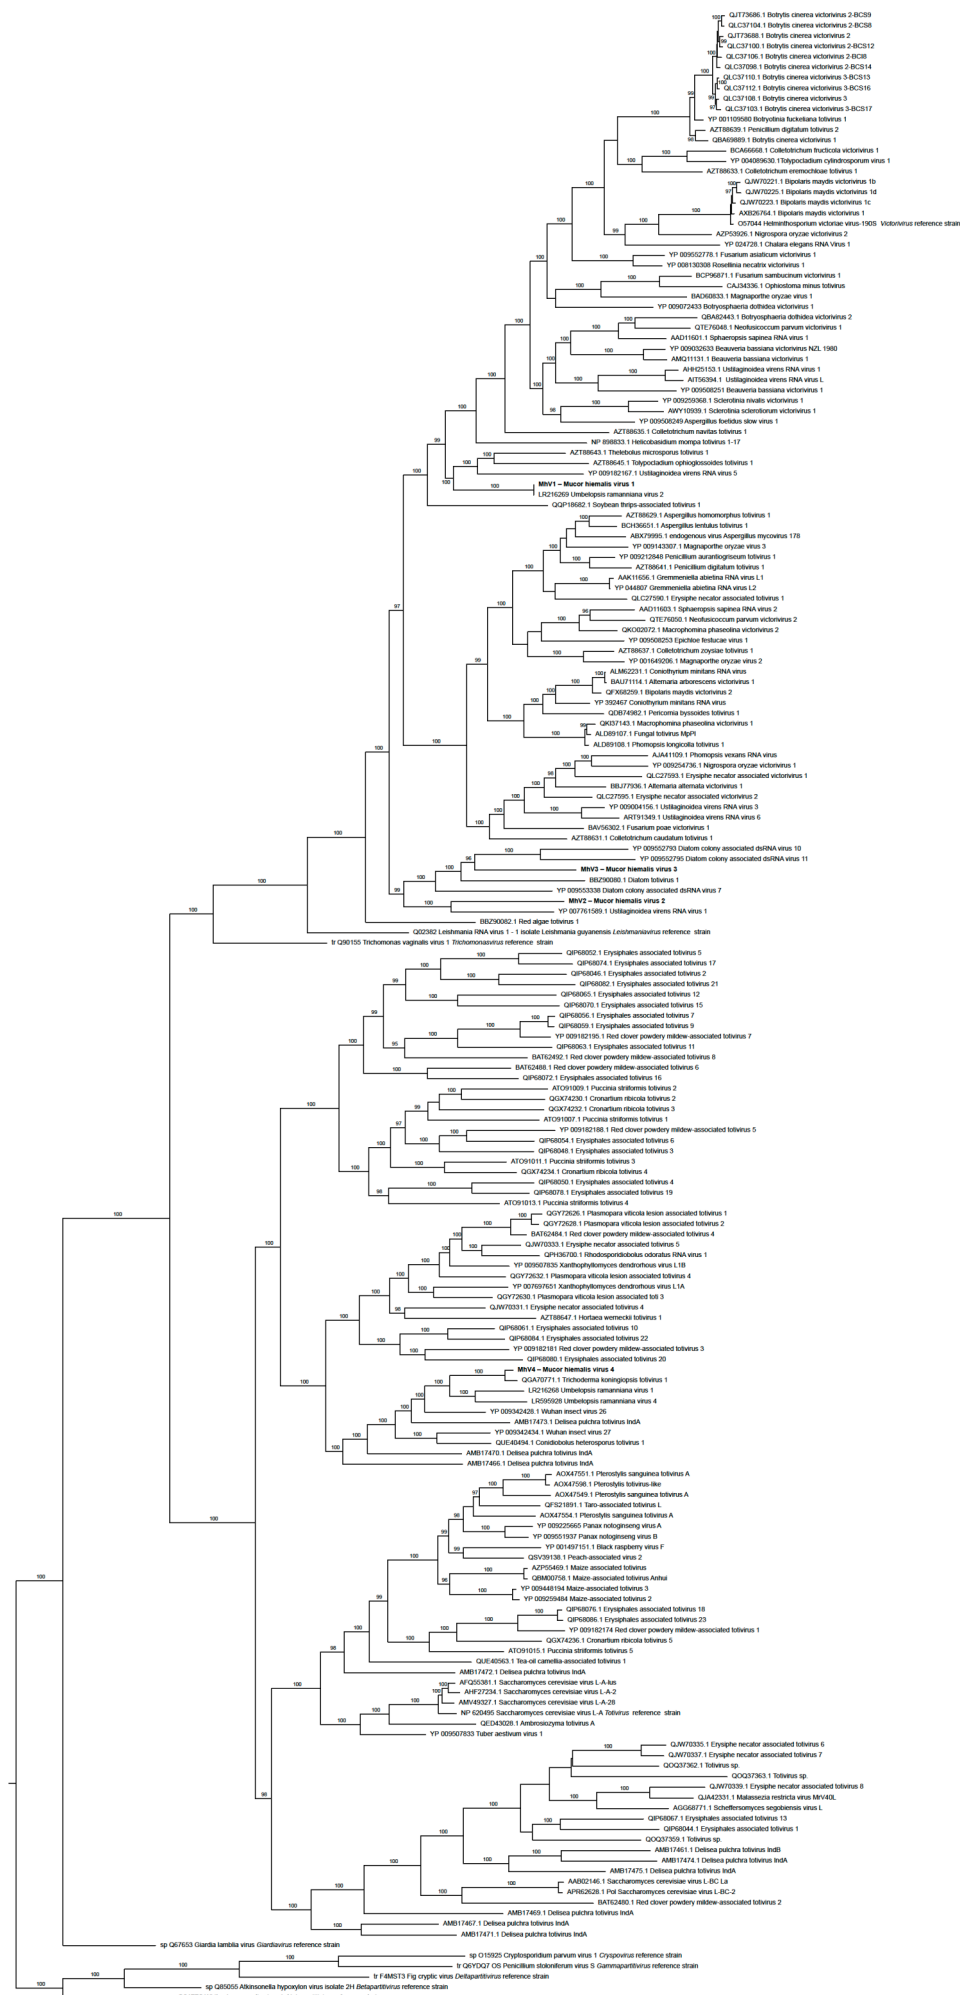 QJT73686.1 Botrytis cinerea victorivirus 2-BCS9
QLC37104.1 Botrytis cinerea victorivirus 2-BCS8
QJT73688.1 Botrytis cinerea victorivirus 2
QLC37100.1 Botrytis cinerea victorivirus 2-BCS12
QLC37106.1 Botrytis cinerea victorivirus 2-BCI8
QLC37098.1 Botrytis cinerea victorivirus 2-BCS14
QLC37110.1 Botrytis cinerea victorivirus 3-BCS13
QLC37112.1 Botrytis cinerea victorivirus 3-BCS16
QLC37108.1 Botrytis cinerea victorivirus 3
QLC37103.1 Botrytis cinerea victorivirus 3-BCS17
YP 001109580 Botryotinia fuckeliana totivirus 1
AZT88639.1 Penicillium digitatum totivirus 2
QBA69889.1 Botrytis cinerea victorivirus 1
BCA66668.1 Colletotrichum fructicola victorivirus 1
YP 004089630.1Tolypocladium cylindrosporum virus 1
AZT88633.1 Colletotrichum eremochloae totivirus 1
QJW70221.1 Bipolaris maydis victorivirus 1b
QJW70225.1 Bipolaris maydis victorivirus 1d
QJW70223.1 Bipolaris maydis victorivirus 1c
AXB26764.1 Bipolaris maydis victorivirus 1
O57044 Helminthosporium victoriae virus-190S Victorivirus reference strain
AZP53926.1 Nigrospora oryzae victorivirus 2
YP 024728.1 Chalara elegans RNA Virus 1
YP 009552778.1 Fusarium asiaticum victorivirus 1
YP 008130308 Rosellinia necatrix victorivirus 1
BCP96871.1 Fusarium sambucinum victorivirus 1
CAJ34336.1 Ophiostoma minus totivirus
BAD60833.1 Magnaporthe oryzae virus 1
YP 009072433 Botryosphaeria dothidea victorivirus 1
QBA82443.1 Botryosphaeria dothidea victorivirus 2
QTE76048.1 Neofusicoccum parvum victorivirus 1
AAD11601.1 Sphaeropsis sapinea RNA virus 1
YP 009032633 Beauveria bassiana victorivirus NZL 1980
AMQ11131.1 Beauveria bassiana victorivirus 1
AHH25153.1 Ustilaginoidea virens RNA virus 1
AIT56394.1 Ustilaginoidea virens RNA virus L
YP 009508251 Beauveria bassiana victorivirus 1
YP 009259368.1 Sclerotinia nivalis victorivirus 1
AWY10939.1 Sclerotinia sclerotiorum victorivirus 1
YP 009508249 Aspergillus foetidus slow virus 1
AZT88635.1 Colletotrichum navitas totivirus 1
NP 898833.1 Helicobasidium mompa totivirus 1-17
AZT88643.1 Thelebolus microsporus totivirus 1
AZT88645.1 Tolypocladium ophioglossoides totivirus 1
YP 009182167.1 Ustilaginoidea virens RNA virus 5
MhV1 – Mucor hiemalis virus 1
LR216269 Umbelopsis ramanniana virus 2
QQP18682.1 Soybean thrips-associated totivirus 1
AZT88629.1 Aspergillus homomorphus totivirus 1
BCH36651.1 Aspergillus lentulus totivirus 1
ABX79995.1 endogenous virus Aspergillus mycovirus 178
YP 009143307.1 Magnaporthe oryzae virus 3
YP 009212848 Penicillium aurantiogriseum totivirus 1
AZT88641.1 Penicillium digitatum totivirus 1
AAK11656.1 Gremmeniella abietina RNA virus L1
YP 044807 Gremmeniella abietina RNA virus L2
QLC27590.1 Erysiphe necator associated totivirus 1
AAD11603.1 Sphaeropsis sapinea RNA virus 2
QTE76050.1 Neofusicoccum parvum victorivirus 2
QKO02072.1 Macrophomina phaseolina victorivirus 2
YP 009508253 Epichloe festucae virus 1
AZT88637.1 Colletotrichum zoysiae totivirus 1
YP 001649206.1 Magnaporthe oryzae virus 2
ALM62231.1 Coniothyrium minitans RNA virus
BAU71114.1 Alternaria arborescens victorivirus 1
QFX68259.1 Bipolaris maydis victorivirus 2
YP 392467 Coniothyrium minitans RNA virus
QDB74982.1 Periconia byssoides totivirus 1
QKI37143.1 Macrophomina phaseolina victorivirus 1
ALD89107.1 Fungal totivirus MpPl
ALD89108.1 Phomopsis longicolla totivirus 1
AJA41109.1 Phomopsis vexans RNA virus
YP 009254736.1 Nigrospora oryzae victorivirus 1
QLC27593.1 Erysiphe necator associated victorivirus 1
BBJ77936.1 Alternaria alternata victorivirus 1
QLC27595.1 Erysiphe necator associated victorivirus 2
YP 009004156.1 Ustilaginoidea virens RNA virus 3
ART91349.1 Ustilaginoidea virens RNA virus 6
BAV56302.1 Fusarium poae victorivirus 1
AZT88631.1 Colletotrichum caudatum totivirus 1
YP 009552793 Diatom colony associated dsRNA virus 10
YP 009552795 Diatom colony associated dsRNA virus 11
MhV3 – Mucor hiemalis virus 3
BBZ90080.1 Diatom totivirus 1
YP 009553338 Diatom colony associated dsRNA virus 7
MhV2 – Mucor hiemalis virus 2
YP 007761589.1 Ustilaginoidea virens RNA virus 1
BBZ90082.1 Red algae totivirus 1
Q02382 Leishmania RNA virus 1 - 1 isolate Leishmania guyanensis Leishmaniavirus reference strain
tr Q90155 Trichomonas vaginalis virus 1 Trichomonasvirus reference strain
QIP68052.1 Erysiphales associated totivirus 5
QIP68074.1 Erysiphales associated totivirus 17
QIP68046.1 Erysiphales associated totivirus 2
QIP68082.1 Erysiphales associated totivirus 21
QIP68065.1 Erysiphales associated totivirus 12
QIP68070.1 Erysiphales associated totivirus 15
QIP68056.1 Erysiphales associated totivirus 7
QIP68059.1 Erysiphales associated totivirus 9
YP 009182195.1 Red clover powdery mildew-associated totivirus 7
QIP68063.1 Erysiphales associated totivirus 11
BAT62492.1 Red clover powdery mildew-associated totivirus 8
BAT62488.1 Red clover powdery mildew-associated totivirus 6
QIP68072.1 Erysiphales associated totivirus 16
ATO91009.1 Puccinia striiformis totivirus 2
QGX74230.1 Cronartium ribicola totivirus 2
QGX74232.1 Cronartium ribicola totivirus 3
ATO91007.1 Puccinia striiformis totivirus 1
YP 009182188.1 Red clover powdery mildew-associated totivirus 5
QIP68054.1 Erysiphales associated totivirus 6
QIP68048.1 Erysiphales associated totivirus 3
ATO91011.1 Puccinia striiformis totivirus 3
QGX74234.1 Cronartium ribicola totivirus 4
QIP68050.1 Erysiphales associated totivirus 4
QIP68078.1 Erysiphales associated totivirus 19
ATO91013.1 Puccinia striiformis totivirus 4
QGY72626.1 Plasmopara viticola lesion associated totivirus 1
QGY72628.1 Plasmopara viticola lesion associated totivirus 2
BAT62484.1 Red clover powdery mildew-associated totivirus 4
QJW70333.1 Erysiphe necator associated totivirus 5
QPH36700.1 Rhodosporidiobolus odoratus RNA virus 1
YP 009507835 Xanthophyllomyces dendrorhous virus L1B
QGY72632.1 Plasmopara viticola lesion associated totivirus 4
YP 007697651 Xanthophyllomyces dendrorhous virus L1A
QGY72630.1 Plasmopara viticola lesion associated toti 3
QJW70331.1 Erysiphe necator associated totivirus 4
AZT88647.1 Hortaea werneckii totivirus 1
QIP68061.1 Erysiphales associated totivirus 10
QIP68084.1 Erysiphales associated totivirus 22
YP 009182181 Red clover powdery mildew-associated totivirus 3
QIP68080.1 Erysiphales associated totivirus 20
MhV4 – Mucor hiemalis virus 4
QGA70771.1 Trichoderma koningiopsis totivirus 1
LR216268 Umbelopsis ramanniana virus 1
LR595928 Umbelopsis ramanniana virus 4
YP 009342428.1 Wuhan insect virus 26
AMB17473.1 Delisea pulchra totivirus IndA
YP 009342434.1 Wuhan insect virus 27
QUE40494.1 Conidiobolus heterosporus totivirus 1
AMB17470.1 Delisea pulchra totivirus IndA
AMB17466.1 Delisea pulchra totivirus IndA
AOX47551.1 Pterostylis sanguinea totivirus A
AOX47598.1 Pterostylis totivirus-like
AOX47549.1 Pterostylis sanguinea totivirus A
QFS21891.1 Taro-associated totivirus L
AOX47554.1 Pterostylis sanguinea totivirus A
YP 009225665 Panax notoginseng virus A
YP 009551937 Panax notoginseng virus B
YP 001497151.1 Black raspberry virus F
QSV39138.1 Peach-associated virus 2
AZP55469.1 Maize associated totivirus
QBM00758.1 Maize-associated totivirus Anhui
YP 009448194 Maize-associated totivirus 3
YP 009259484 Maize-associated totivirus 2
QIP68076.1 Erysiphales associated totivirus 18
QIP68086.1 Erysiphales associated totivirus 23
YP 009182174 Red clover powdery mildew-associated totivirus 1
QGX74236.1 Cronartium ribicola totivirus 5
ATO91015.1 Puccinia striiformis totivirus 5
QUE40563.1 Tea-oil camellia-associated totivirus 1
AMB17472.1 Delisea pulchra totivirus IndA
AFQ55381.1 Saccharomyces cerevisiae virus L-A-lus
AHF27234.1 Saccharomyces cerevisiae virus L-A-2
AMV49327.1 Saccharomyces cerevisiae virus L-A-28
NP 620495 Saccharomyces cerevisiae virus L-A Totivirus reference strain
QED43028.1 Ambrosiozyma totivirus A
YP 009507833 Tuber aestivum virus 1
QJW70335.1 Erysiphe necator associated totivirus 6
QJW70337.1 Erysiphe necator associated totivirus 7
QOQ37362.1 Totivirus sp.
QOQ37363.1 Totivirus sp.
QJW70339.1 Erysiphe necator associated totivirus 8
QJA42331.1 Malassezia restricta virus MrV40L
AGG68771.1 Scheffersomyces segobiensis virus L
QIP68067.1 Erysiphales associated totivirus 13
QIP68044.1 Erysiphales associated totivirus 1
QOQ37359.1 Totivirus sp.
AMB17461.1 Delisea pulchra totivirus IndB
AMB17474.1 Delisea pulchra totivirus IndA
AMB17475.1 Delisea pulchra totivirus IndA
AAB02146.1 Saccharomyces cerevisiae virus L-BC La
APR62628.1 Pol Saccharomyces cerevisiae virus L-BC-2
BAT62480.1 Red clover powdery mildew-associated totivirus 2
AMB17469.1 Delisea pulchra totivirus IndA
AMB17467.1 Delisea pulchra totivirus IndA
AMB17471.1 Delisea pulchra totivirus IndA
sp Q67653 Giardia lamblia virus Giardiavirus reference strain
sp O15925 Cryptosporidium parvum virus 1 Cryspovirus reference strain
tr Q6YDQ7 OS Penicillium stoloniferum virus S Gammapartitivirus reference strain
tr F4MST3 Fig cryptic virus Deltapartitivirus reference strain
sp Q85055 Atkinsonella hypoxylon virus isolate 2H Betapartitivirus reference strain